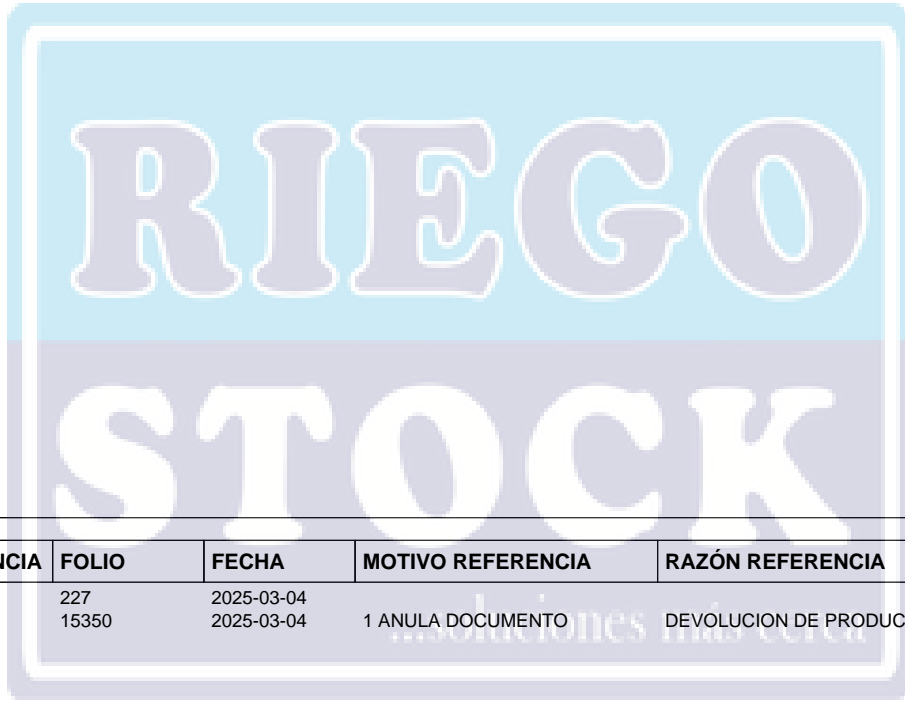 RIEGO
STOCK
NCIA FOLIO FECHA MOTIVO REFERENCIA RAZÓN REFERENCIA
227 2025-03-04
15350 2025-03-04 1 ANULA DOCUMENTO DEVOLUCION DE PRODUC
...soluciones más cerca